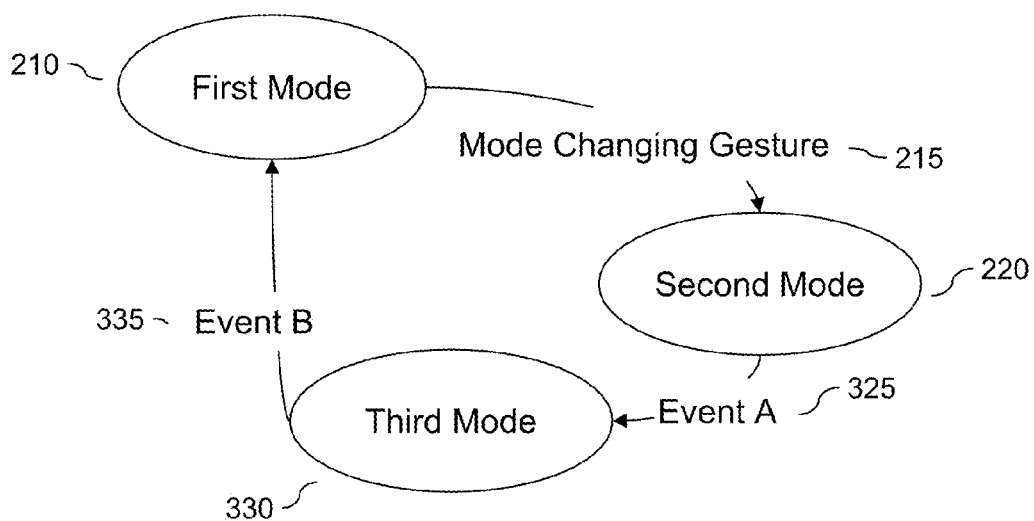 210
First Mode
Mode Changing Gesture
215
Second Mode
220
335
Event B
Event A
325
Third Mode
330